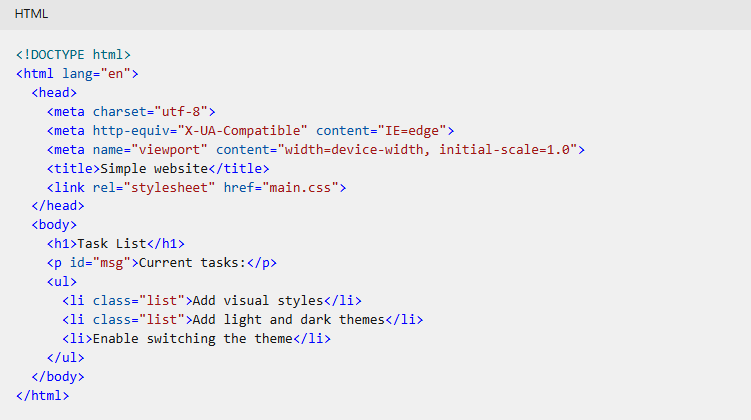 HTML
<!DOCTYPE html>
<html lang="en">
  <head>
    <meta charset="utf-8">
    <meta http-equiv="X-UA-Compatible" content="IE=edge">
    <meta name="viewport" content="width=device-width, initial-scale=1.0">
    <title>Simple website</title>
    <link rel="stylesheet" href="main.css">
  </head>
  <body>
    <h1>Task List</h1>
    <p id="msg">Current tasks:</p>
    <ul>
      <li class="list">Add visual styles</li>
      <li class="list">Add light and dark themes</li>
      <li>Enable switching the theme</li>
    </ul>
  </body>
</html>